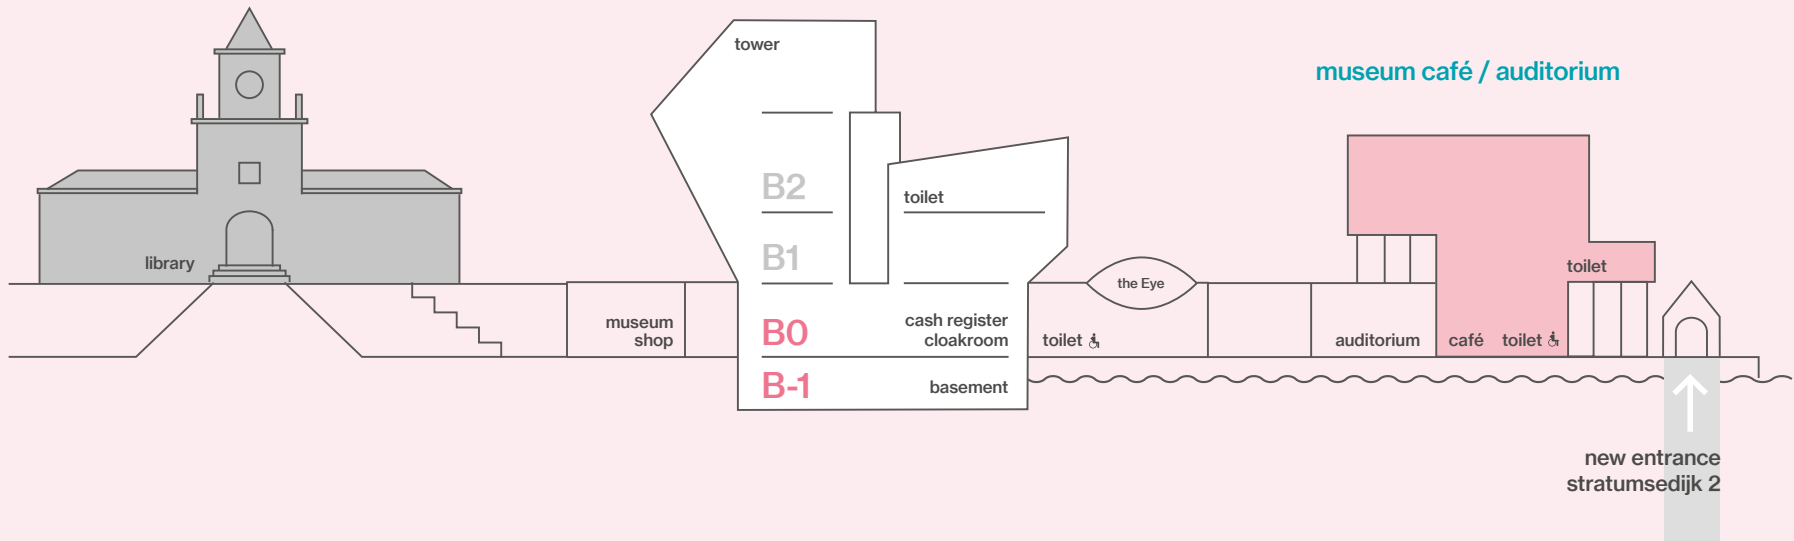 tower
museum café / auditorium
B2
toilet
B1
library
toilet
the Eye
museum
shop
B0
cash register
cloakroom
toilet
auditorium
café
toilet
B-1
basement
new entrance
stratumsedijk 2